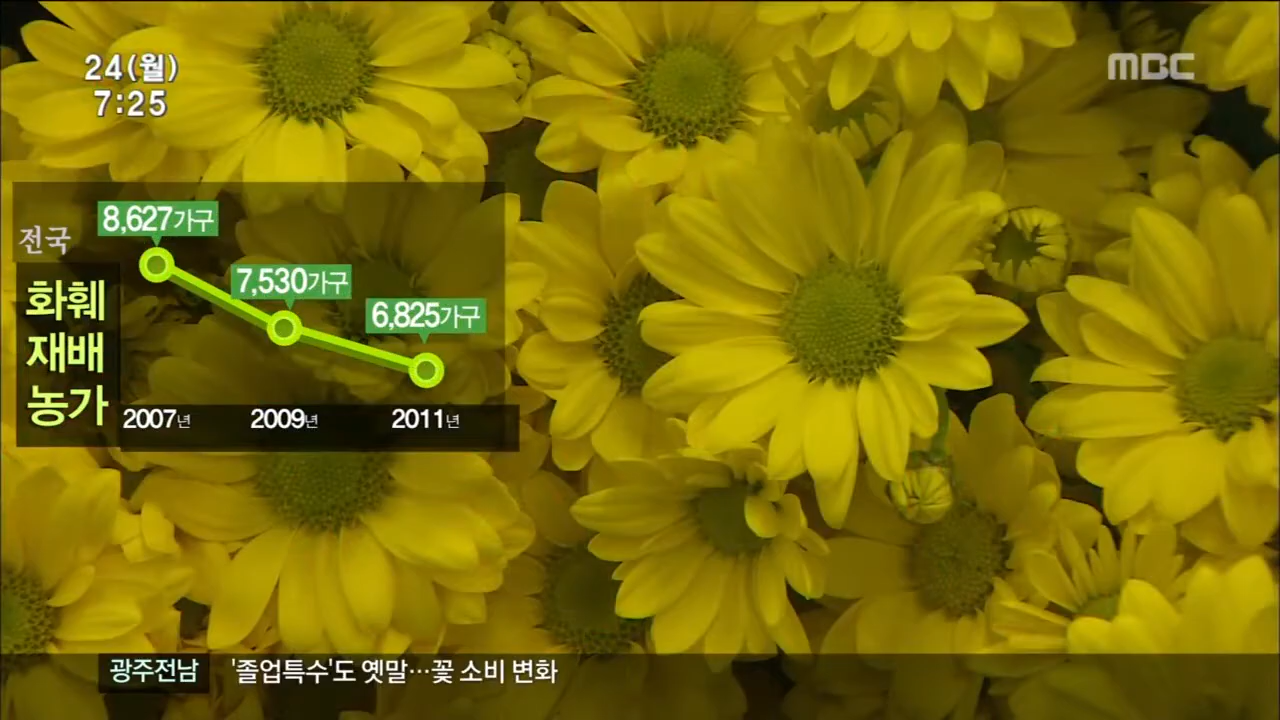 24(월)
7:25
MBC
전국
화훼
재배
농가
8,627가구
7,530가구
6,825가구
2007년
2009년
2011년
광주전남
'졸업특수'도 옛말…꽃 소비 변화